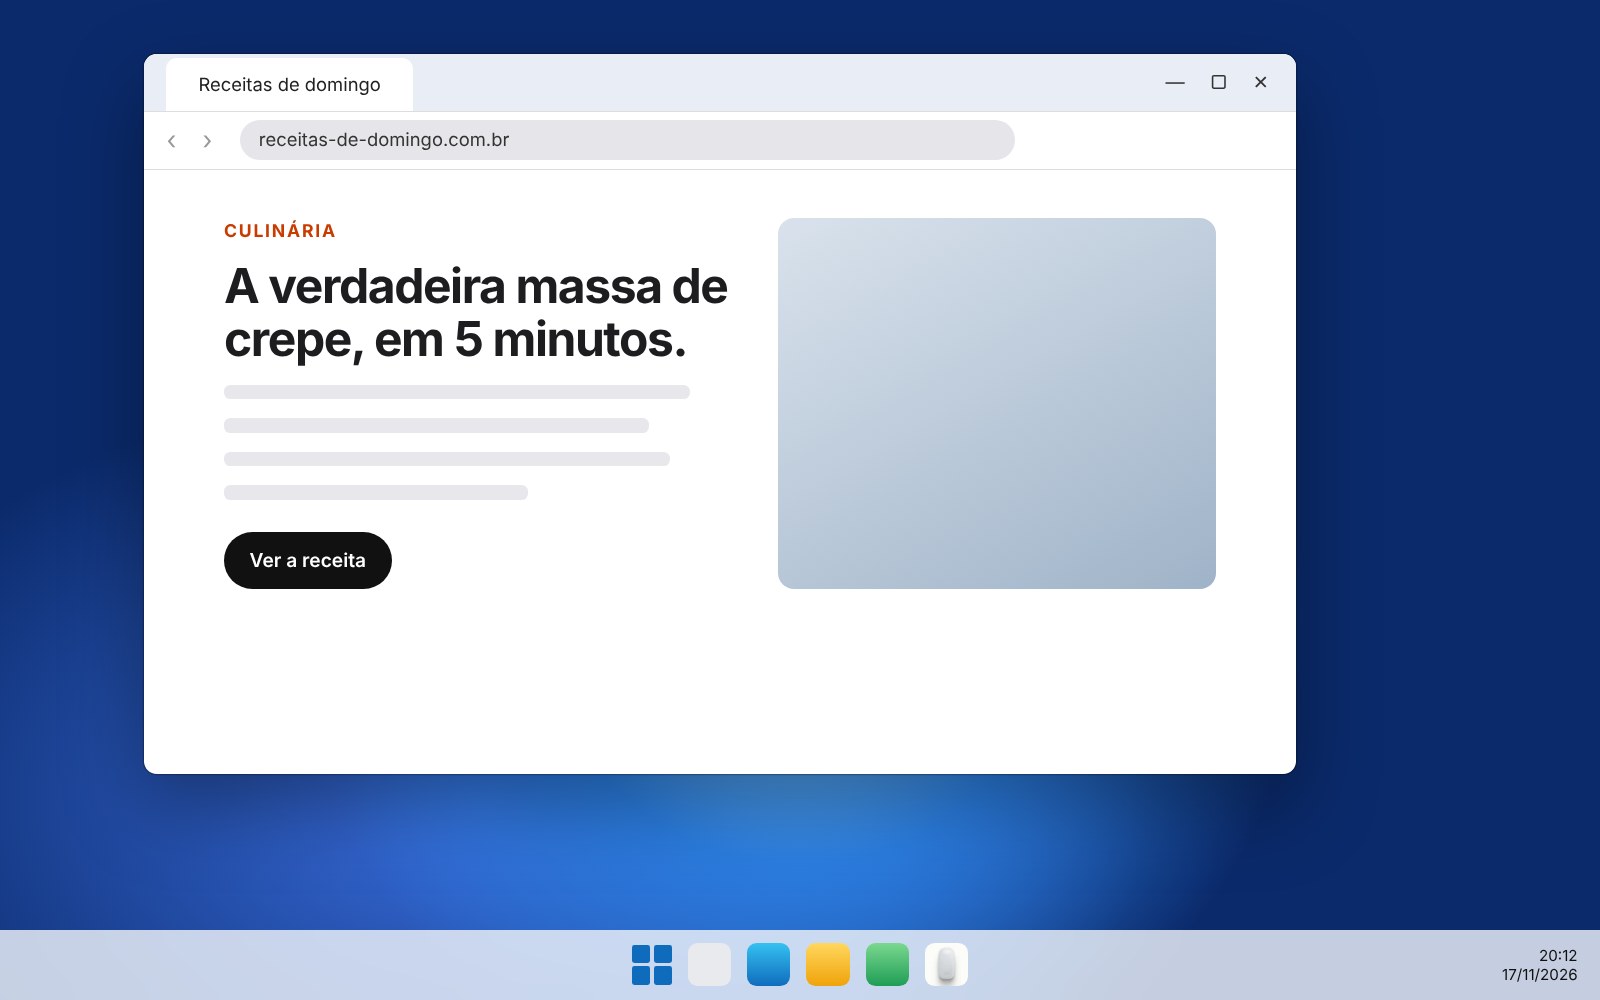 Receitas de domingo
receitas-de-domingo.com.br
CULINÁRIA
A verdadeira massa de
crepe, em 5 minutos.
Ver a receita
20:12
17/11/2026